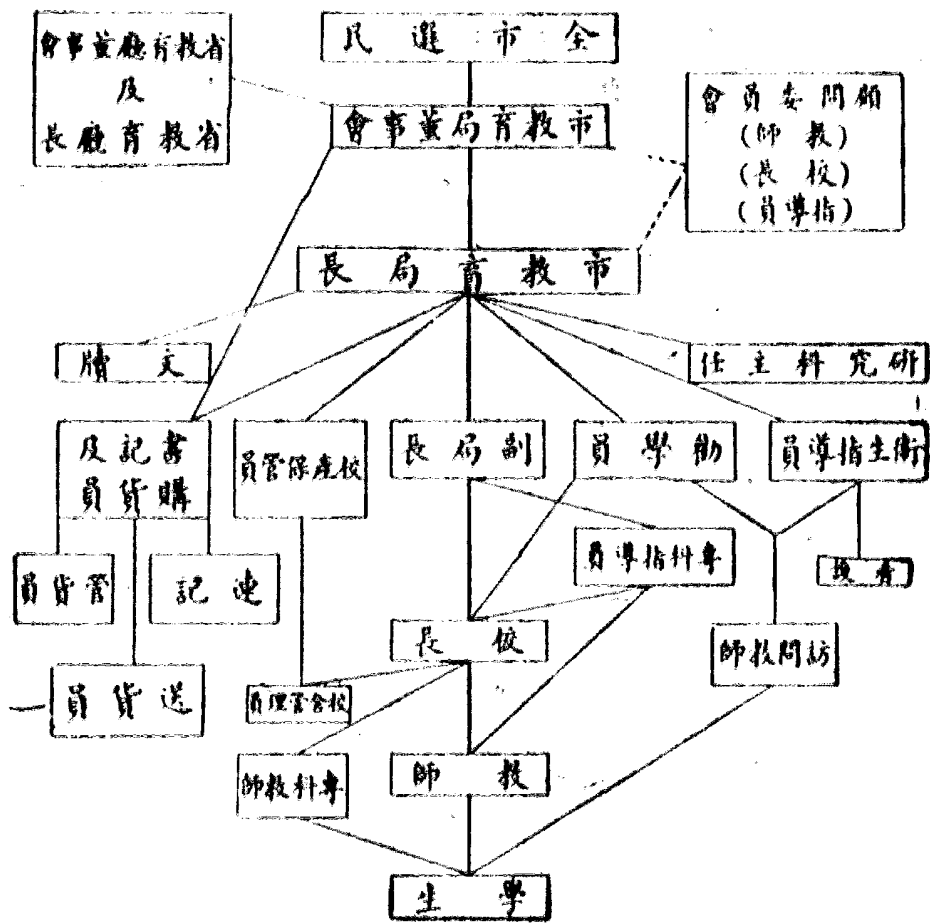 全市選民
省教育廳董事會
及
省教育廳長
市教育局董事會
顧問委員會
(教師)
(校長)
(指導員)
市教育局長
研究科主任
文牘
衛生指導員
勸學員
副局長
校產保管員
書記及
購貨員
專科指導員
速記
管貨員
校長
訪問教師
校舍管理員
送貨員
教師
專科教師
學生